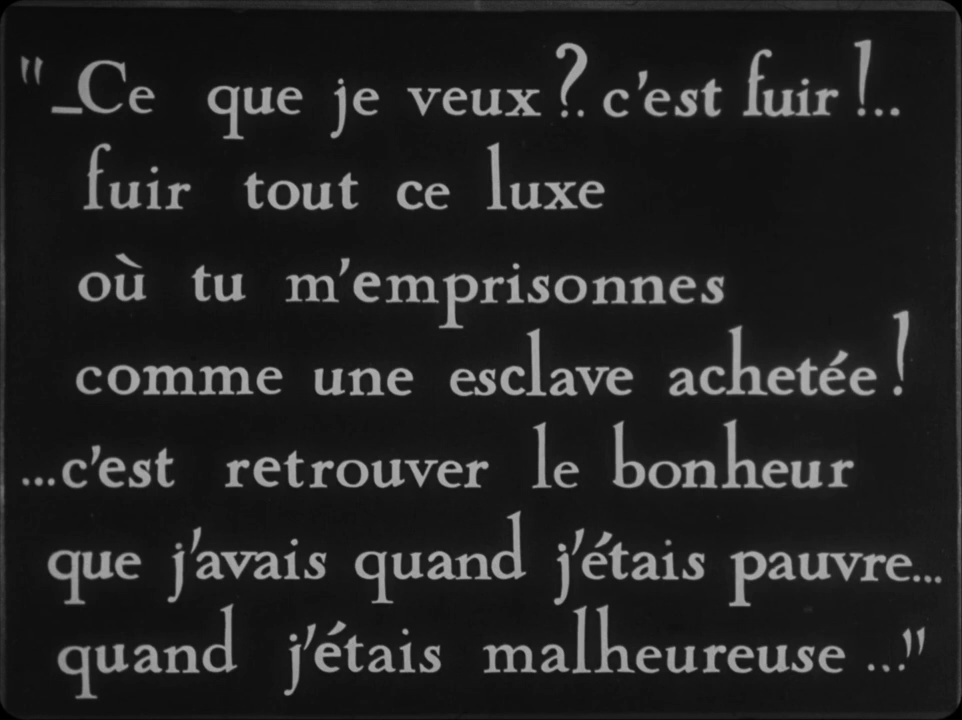 "_Ce que je veux?. c'est fuir!..
fuir tout ce luxe
où tu m'emprisonnes
comme une esclave achetée!
...c'est retrouver le bonheur
que j'avais quand j'étais pauvre...
quand j'étais malheureuse ..."